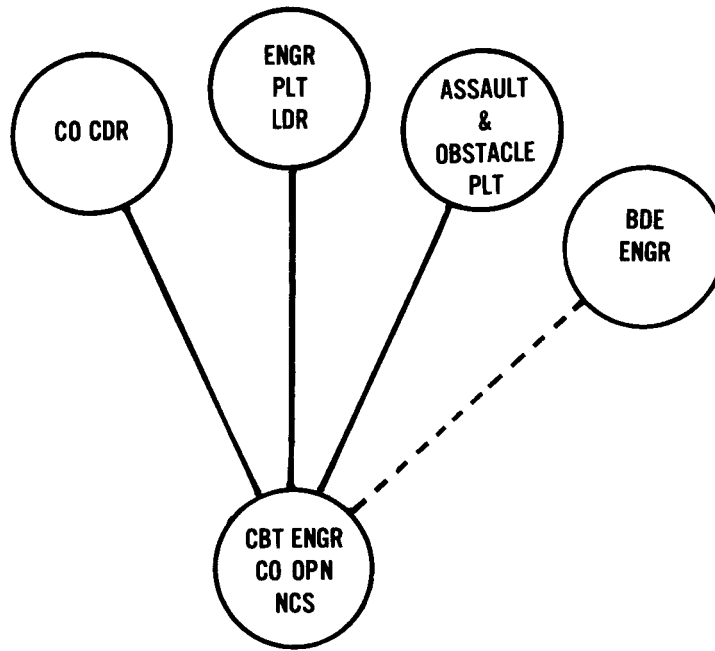 CO CDR
ENGR
PLT
LDR
ASSAULT
&
OBSTACLE
PLT
BDE
ENGR
CBT ENGR
CO OPN
NCS